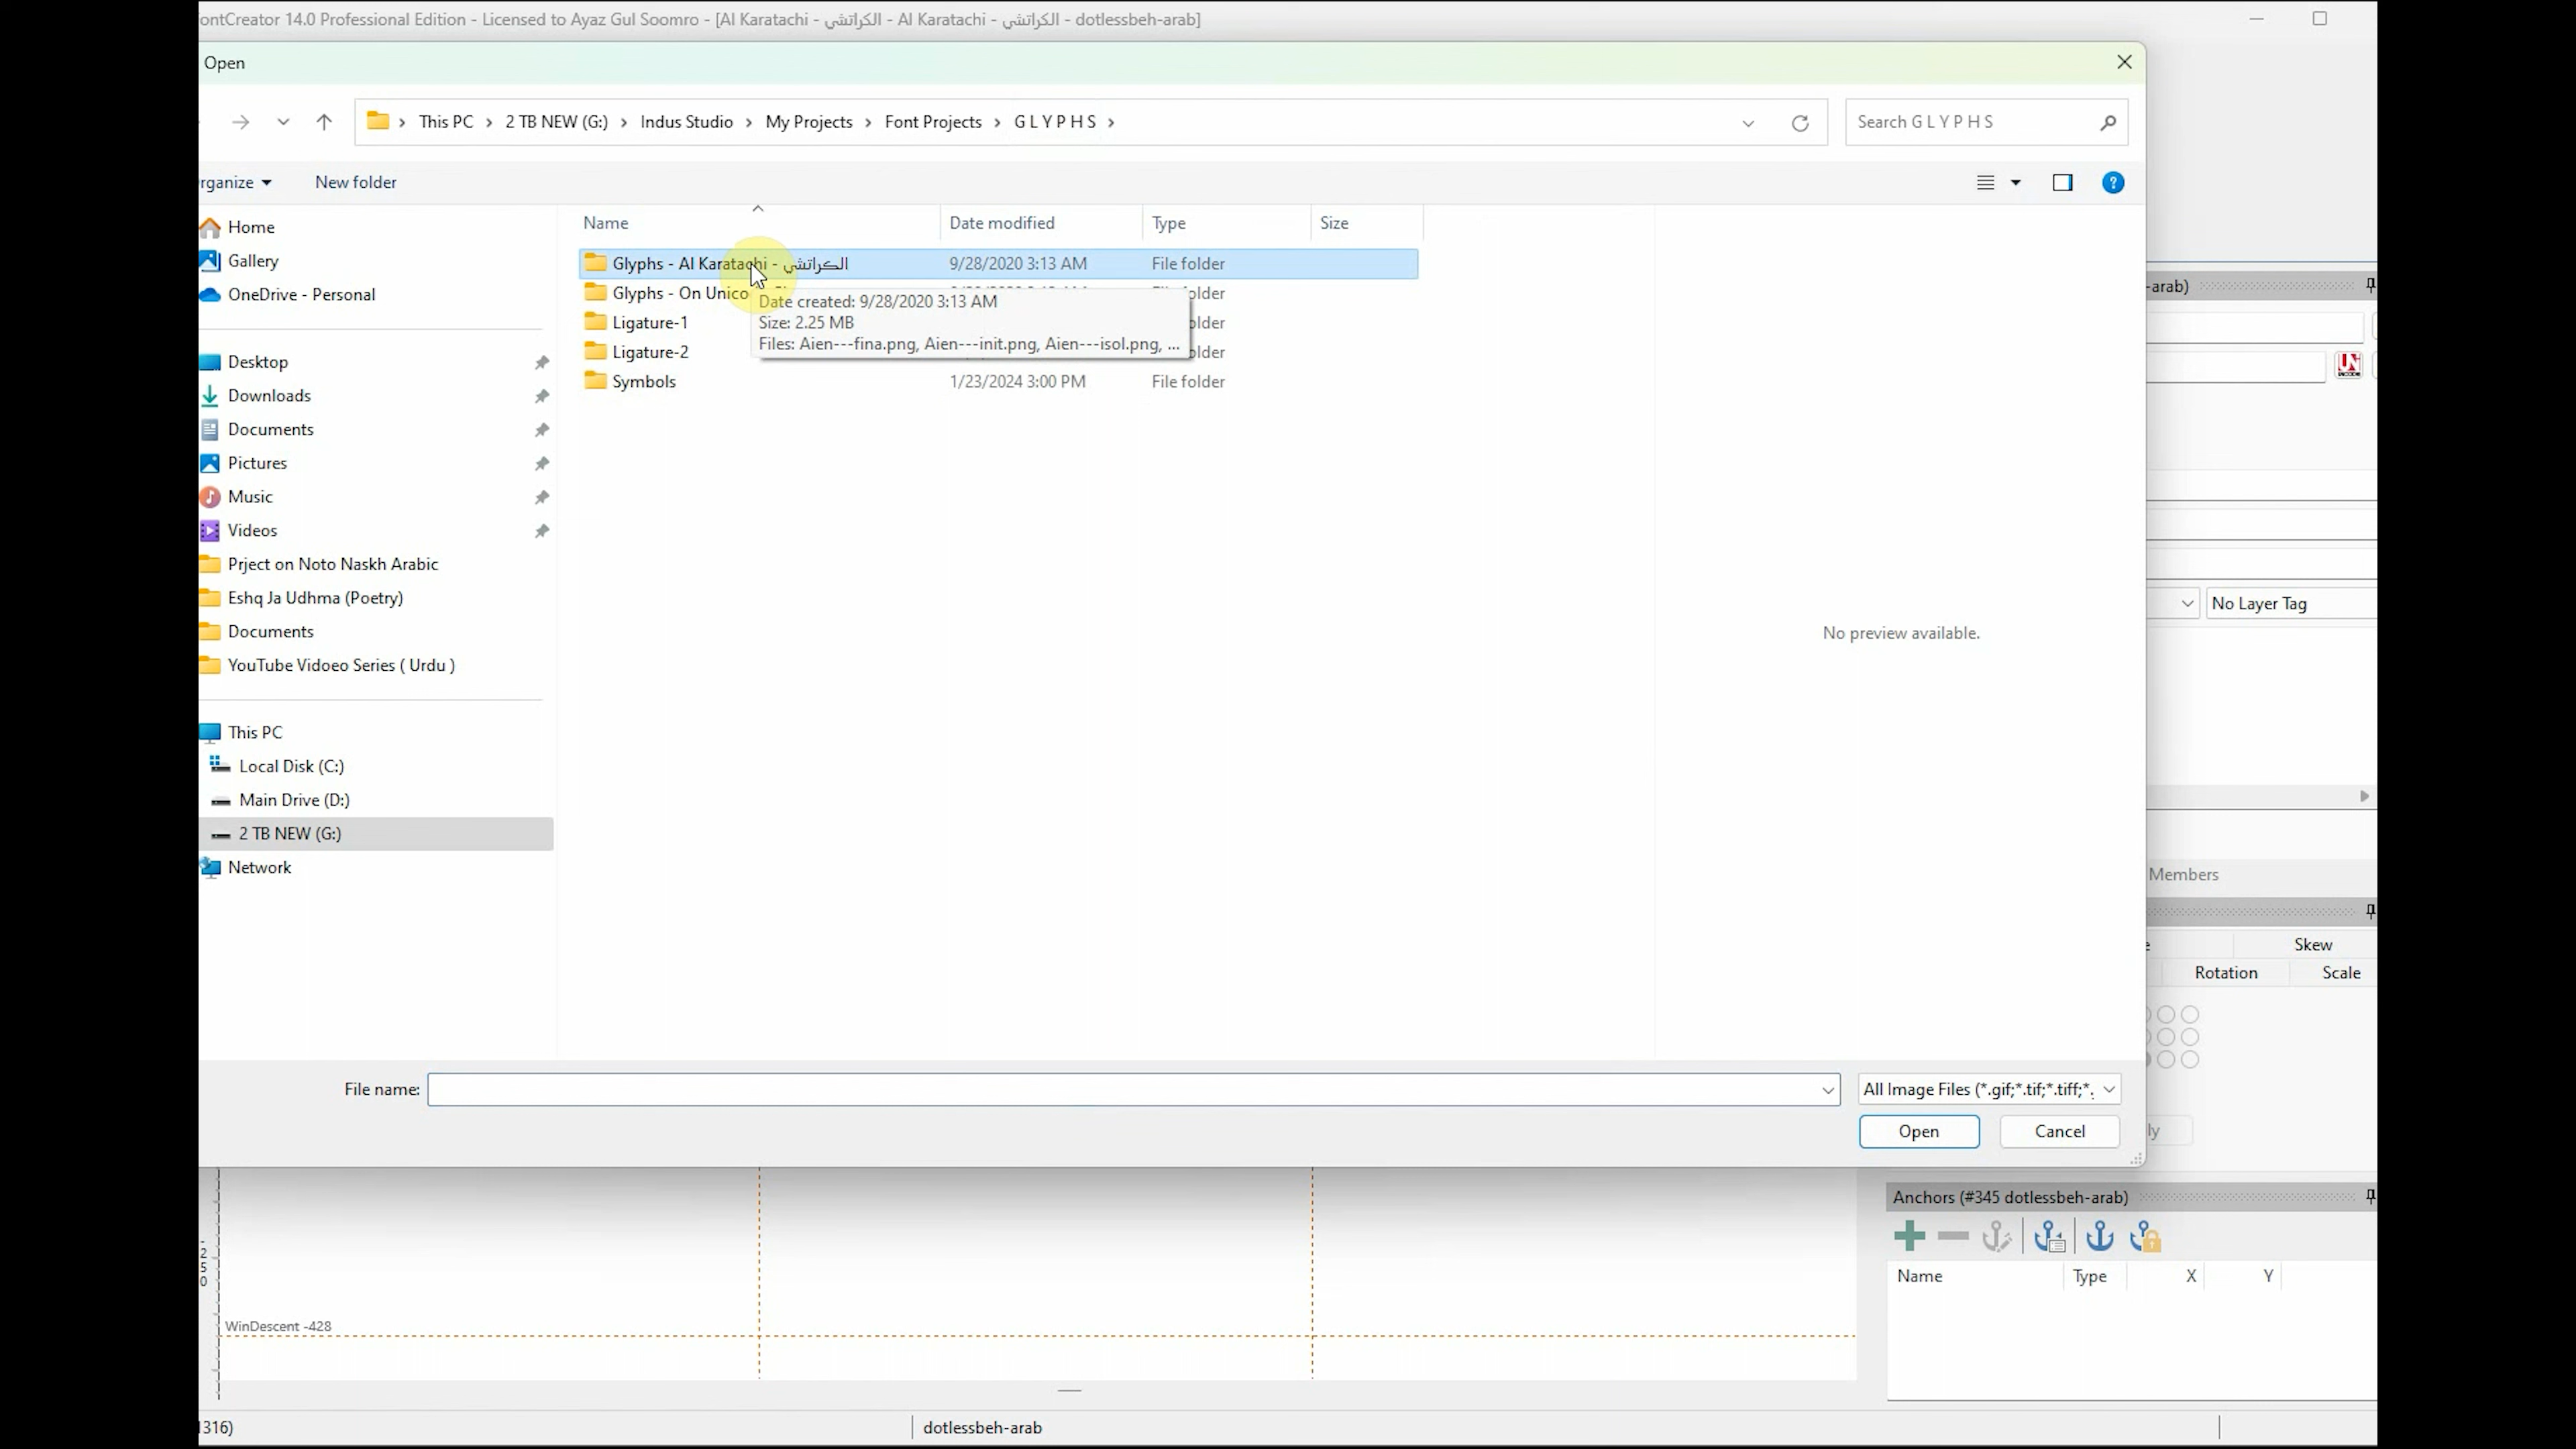 ontCreator 14.0 Professional Edition - Licensed to Ayaz Gul Soomro - [Al Karatachi - الكراتشي - Al Karatachi - الكراتشي - dotlessbeh-arab]
Open
This PC > 2 TB NEW (G:) > Indus Studio > My Projects > Font Projects > G L Y P H S >
Search G L Y P H S
rganize
New folder
Name
Date modified
Type
Size
Home
Gallery
OneDrive - Personal
Desktop
Downloads
Documents
Pictures
Music
Videos
Prject on Noto Naskh Arabic
Eshq Ja Udhma (Poetry)
Documents
YouTube Vidoeo Series ( Urdu )
This PC
Local Disk (C:)
Main Drive (D:)
2 TB NEW (G:)
Network
Glyphs - Al Karatachi - الكراتشي
9/28/2020 3:13 AM
File folder
Glyphs - On Unico
older
Ligature-1
older
Ligature-2
older
Symbols
1/23/2024 3:00 PM
File folder
Date created: 9/28/2020 3:13 AM
Size: 2.25 MB
Files: Aien---fina.png, Aien---init.png, Aien---isol.png, ...
No preview available.
File name:
All Image Files (*.gif;*.tif;*.tiff;*.
Open
Cancel
-arab)
No Layer Tag
Members
e
Skew
Rotation
Scale
ly
Anchors (#345 dotlessbeh-arab)
Name
Type
X
Y
-250
WinDescent -428
1316)
dotlessbeh-arab